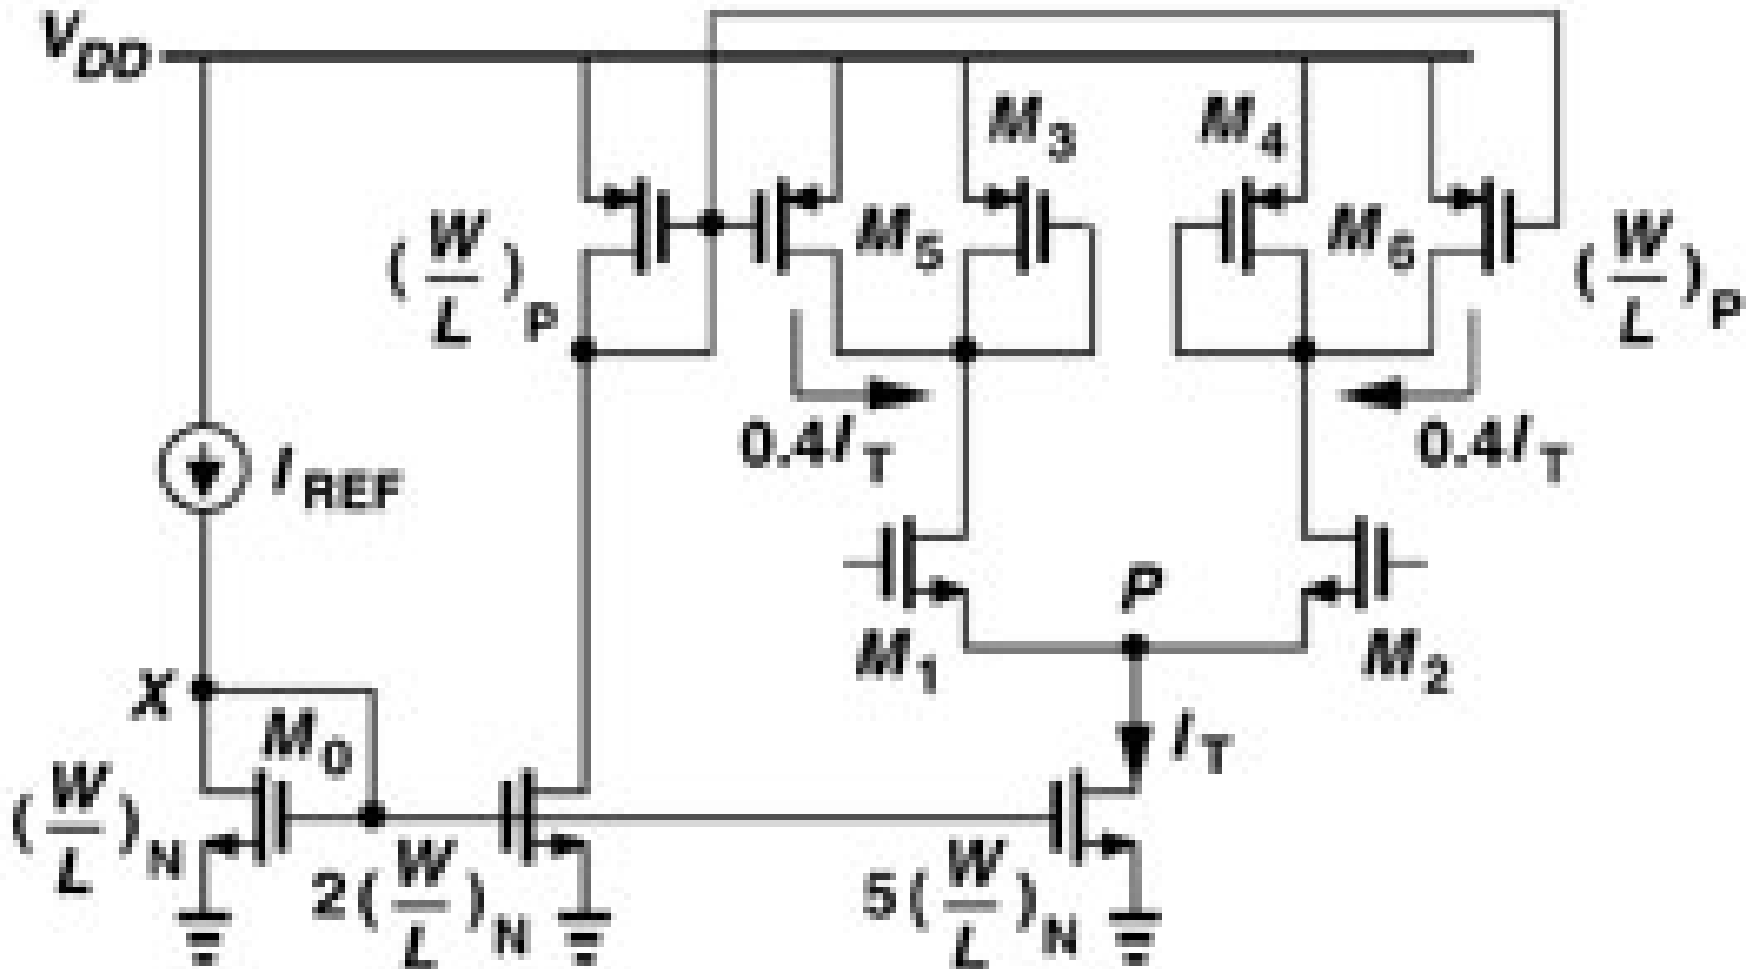 V_DD
M_3
M_4
(W/L)_P
M_5
M_6
(W/L)_P
0.4I_T
0.4I_T
I_REF
P
M_1
M_2
X
M_0
I_T
(W/L)_N
2(W/L)_N
5(W/L)_N